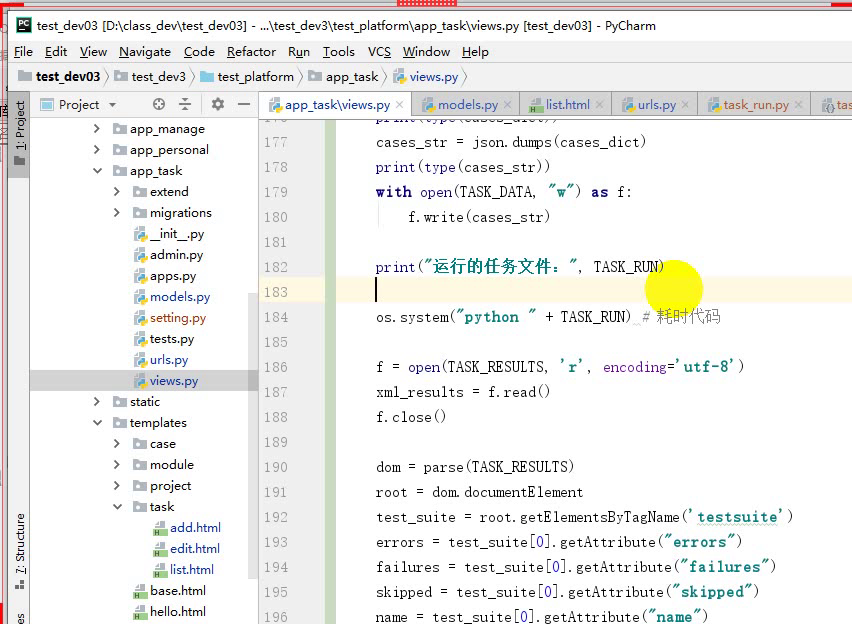 test_dev03 [D:\class_dev\test_dev03] - ...\test_dev3\test_platform\app_task\views.py [test_dev03] - PyCharm
File Edit View Navigate Code Refactor Run Tools VCS Window Help
test_dev03 test_dev3 test_platform app_task views.py
Project
app_task\views.py models.py list.html urls.py task_run.py tas
1: Project
7: Structure
app_manage
app_personal
app_task
extend
migrations
__init__.py
admin.py
apps.py
models.py
setting.py
tests.py
urls.py
views.py
static
templates
case
module
project
task
add.html
edit.html
list.html
base.html
hello.html
print(type(cases_dict))
177 cases_str = json.dumps(cases_dict)
178 print(type(cases_str))
179 with open(TASK_DATA, "w") as f:
180 f.write(cases_str)
181
182 print("运行的任务文件：", TASK_RUN)
183
184 os.system("python " + TASK_RUN) # 耗时代码
185
186 f = open(TASK_RESULTS, 'r', encoding='utf-8')
187 xml_results = f.read()
188 f.close()
189
190 dom = parse(TASK_RESULTS)
191 root = dom.documentElement
192 test_suite = root.getElementsByTagName('testsuite')
193 errors = test_suite[0].getAttribute("errors")
194 failures = test_suite[0].getAttribute("failures")
195 skipped = test_suite[0].getAttribute("skipped")
196 name = test_suite[0].getAttribute("name")